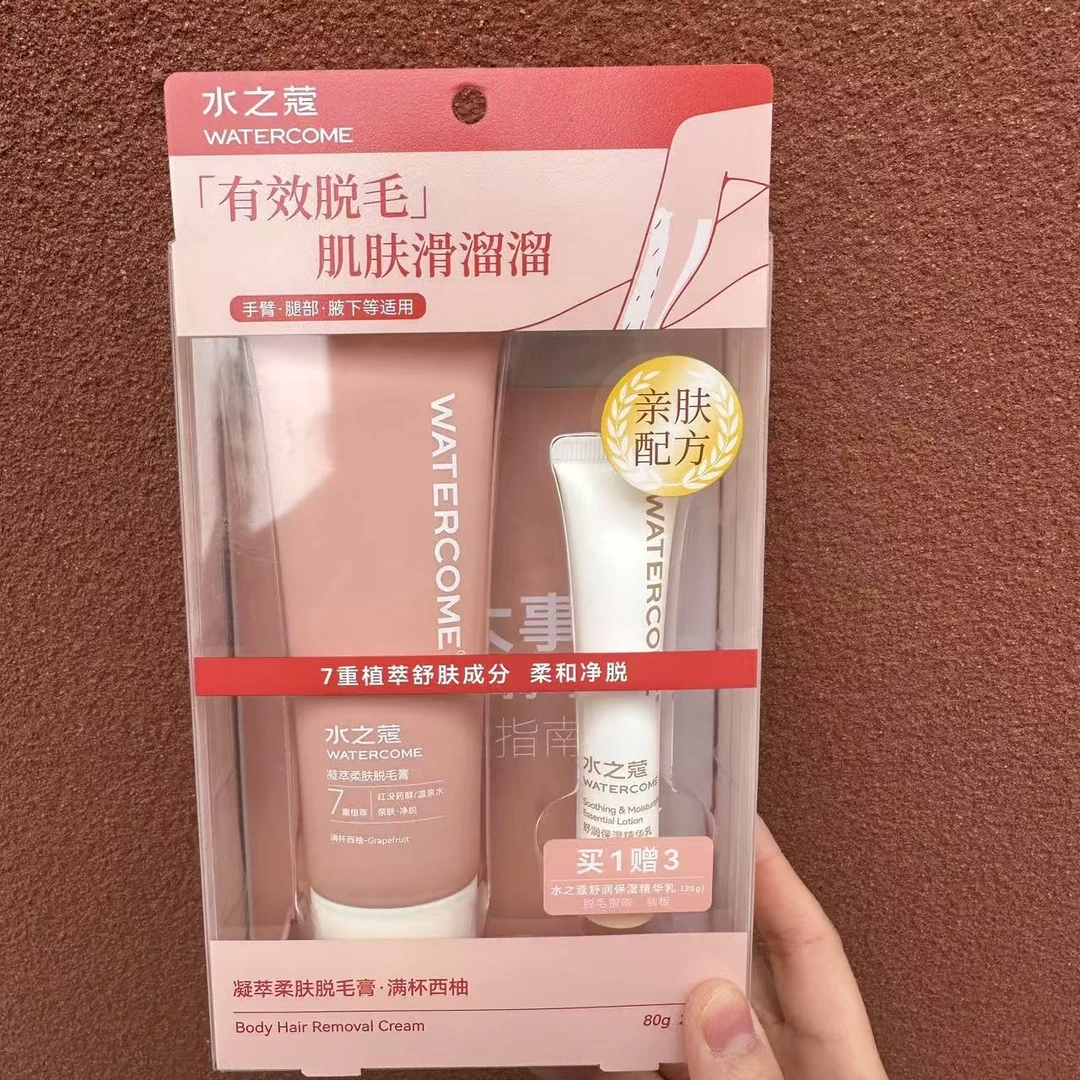 水之蔻
WATERCOME
「有效脱毛」
肌肤滑溜溜
手臂·腿部·腋下等适用
亲肤
配方
WATERCOME
WATERCO
事
7重植萃舒肤成分 柔和净脱
指南
水之蔻
WATERCOME
凝萃柔肤脱毛膏
7重植萃
红没药醇/温泉水
亲肤·净脱
满杯西柚-Grapefruit
水之蔻
WATERCOME
Soothing & Moisturizing
Essential Lotion
舒润保湿精华乳
买1赠3
水之蔻舒润保湿精华乳 (20g)
脱毛指南 刮板
凝萃柔肤脱毛膏·满杯西柚
Body Hair Removal Cream
80g